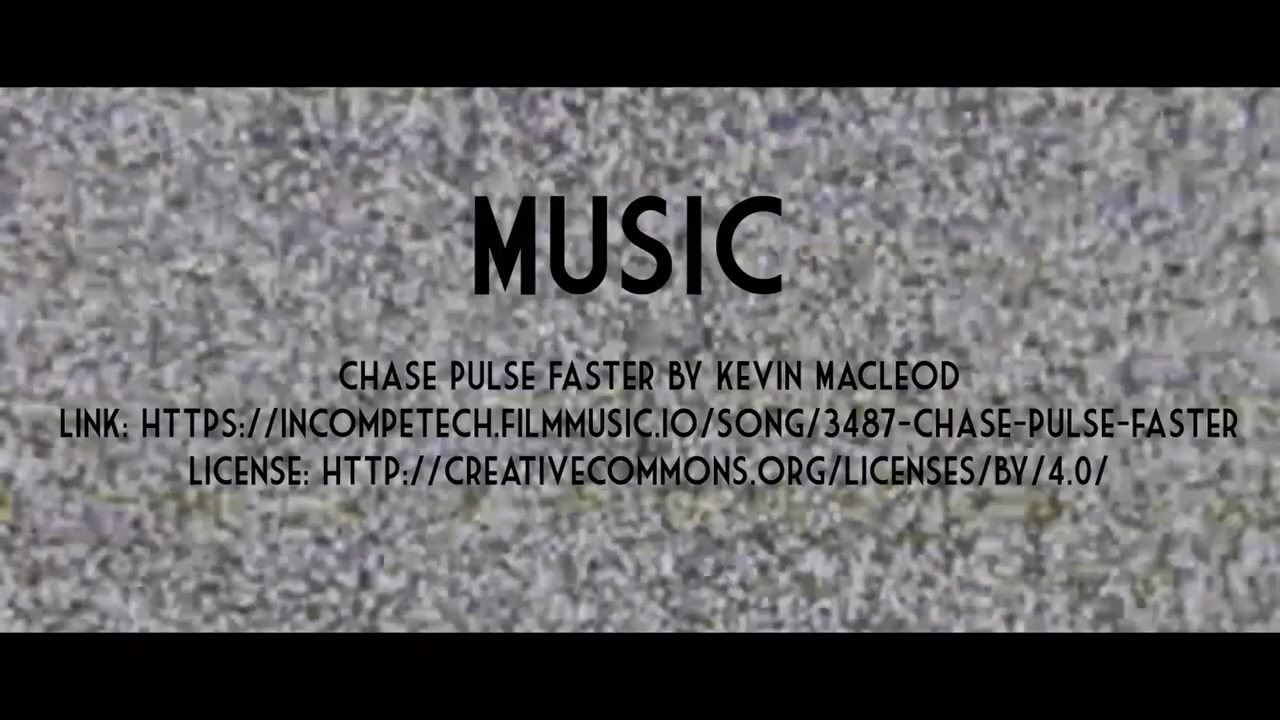 MUSIC
CHASE PULSE FASTER BY KEVIN MACLEOD
LINK: HTTPS://INCOMPETECH.FILMMUSIC.IO/SONG/3487-CHASE-PULSE-FASTER
LICENSE: HTTP://CREATIVECOMMONS.ORG/LICENSES/BY/4.0/